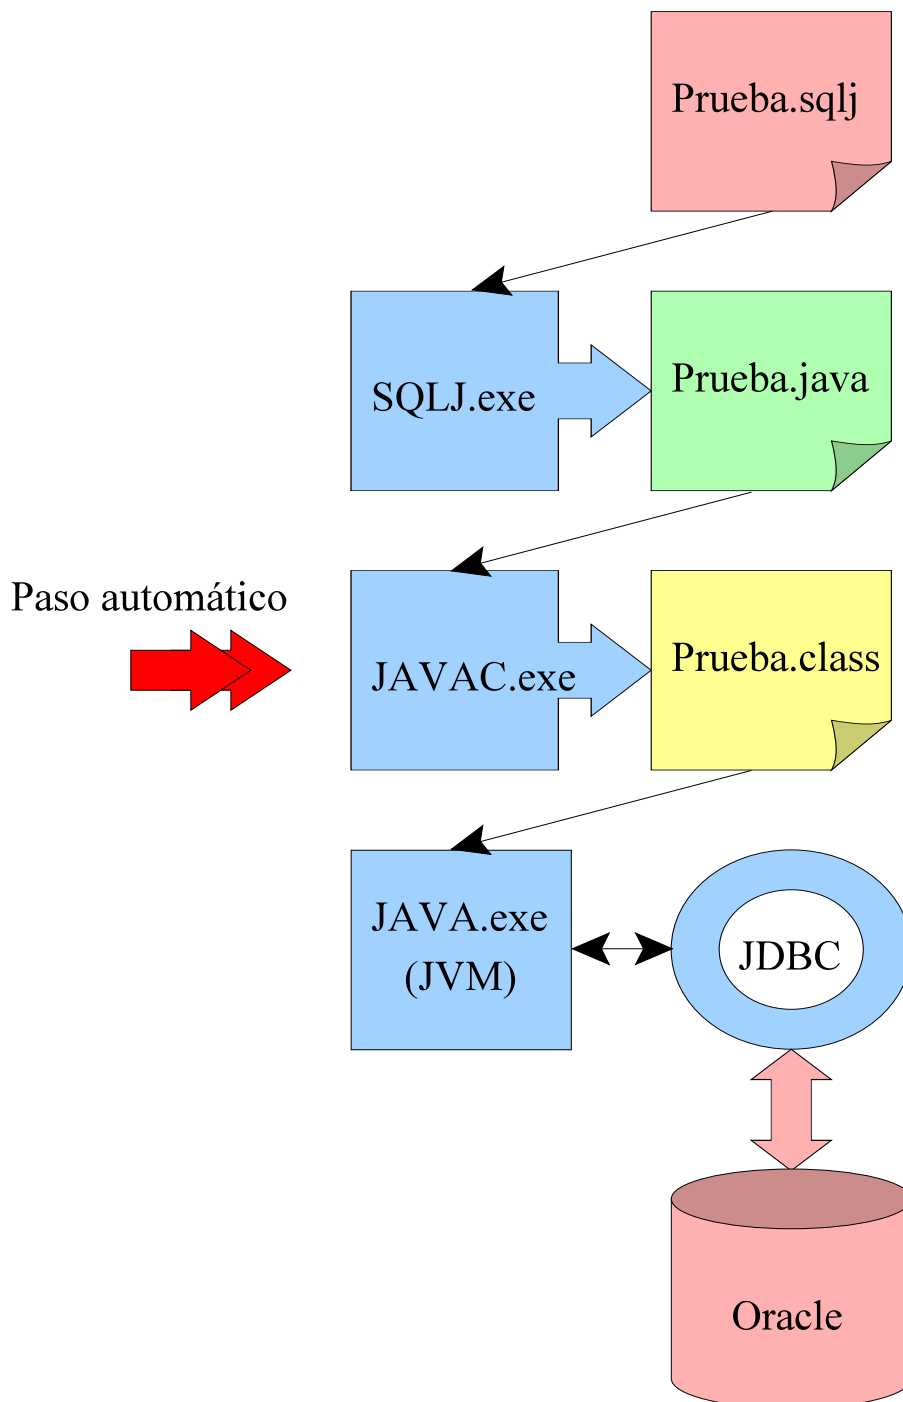 Prueba.sqlj
SQLJ.exe
Prueba.java
Paso automático
JAVAC.exe
Prueba.class
JAVA.exe
(JVM)
JDBC
Oracle